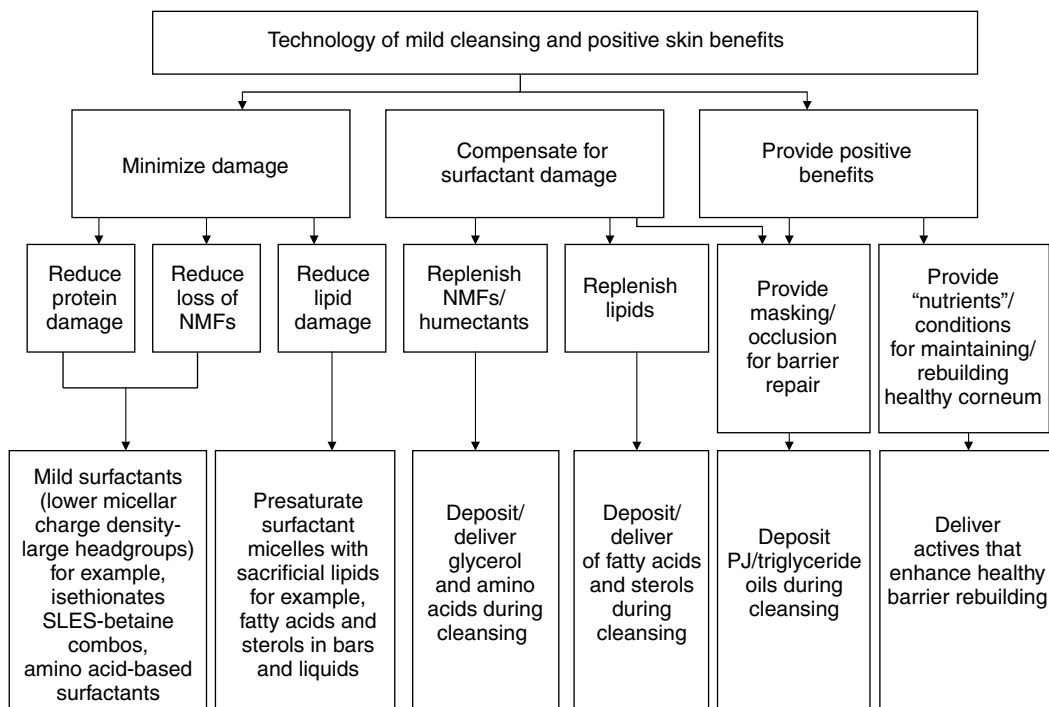 Technology of mild cleansing and positive skin benefits
Minimize damage
Compensate for
surfactant damage
Provide positive
benefits
Reduce
protein
damage
Reduce
loss of
NMFs
Reduce
lipid
damage
Replenish
NMFs/
humectants
Replenish
lipids
Provide
masking/
occlusion
for barrier
repair
Provide
“nutrients”/
conditions
for maintaining/
rebuilding
healthy corneum
Mild surfactants
(lower micellar
charge density-
large headgroups)
for example,
isethionates
SLES-betaine
combos,
amino acid-based
surfactants
Presaturate
surfactant
micelles with
sacrificial lipids
for example,
fatty acids and
sterols in bars
and liquids
Deposit/
deliver
glycerol
and amino
acids during
cleansing
Deposit/
deliver
of fatty acids
and sterols
during
cleansing
Deposit
PJ/triglyceride
oils during
cleansing
Deliver
actives that
enhance healthy
barrier rebuilding